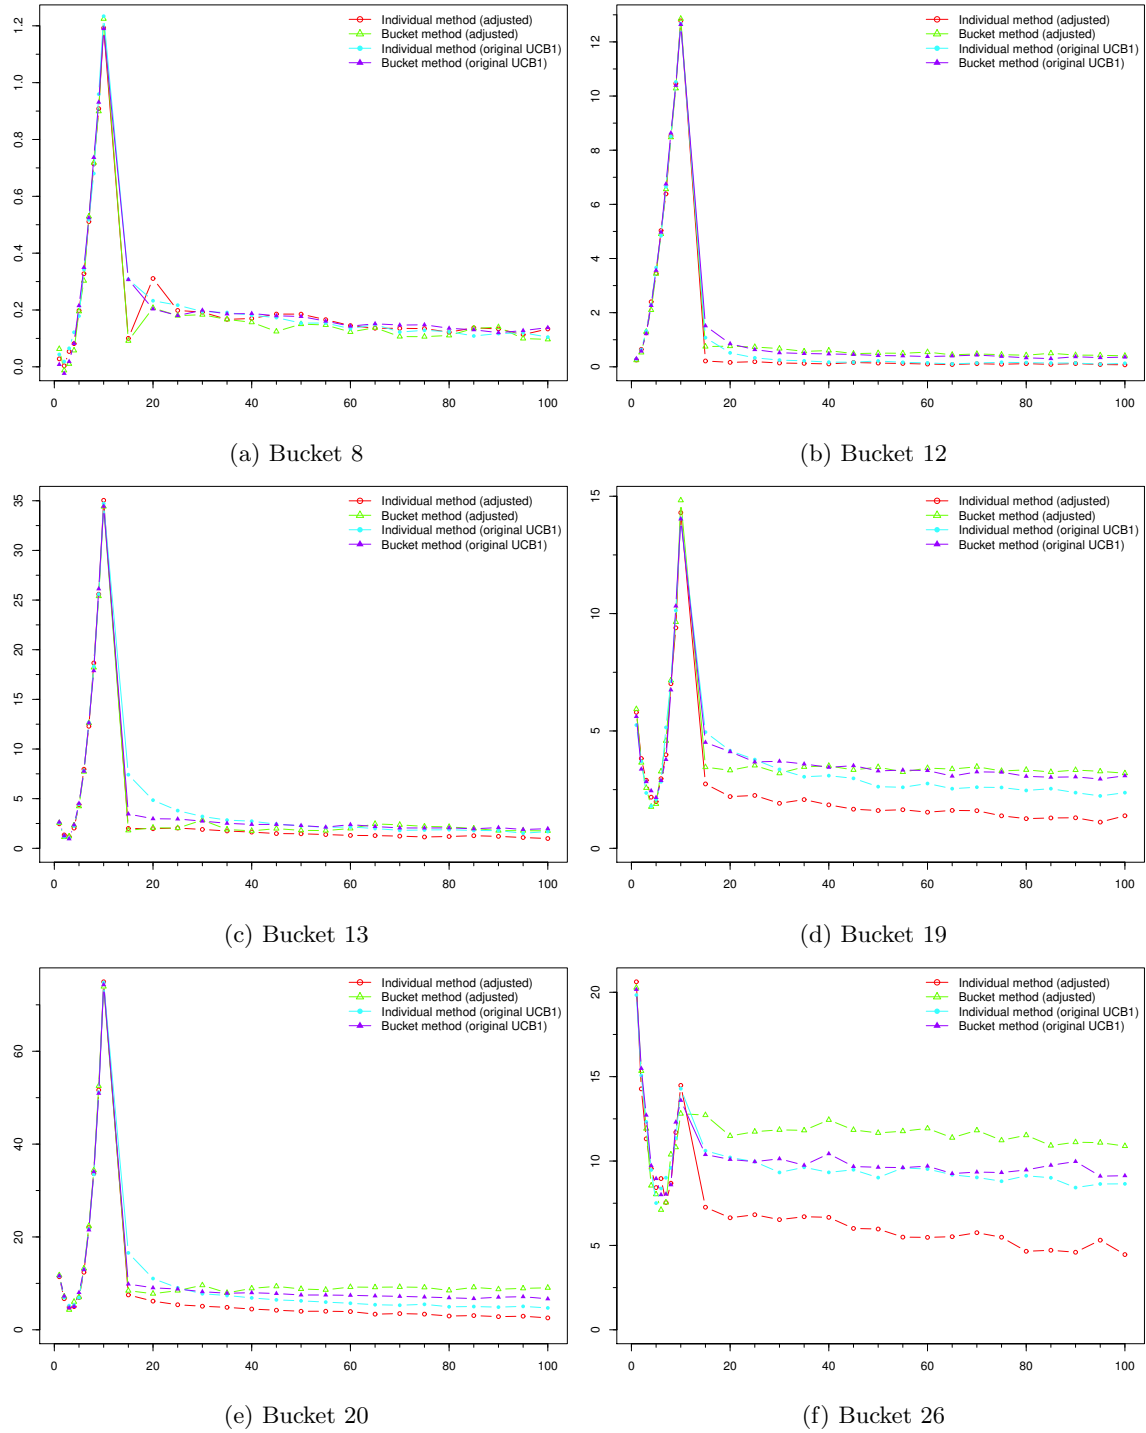 Individual method (adjusted)
Bucket method (adjusted)
Individual method (original UCB1)
Bucket method (original UCB1)
0.0 0.2 0.4 0.6 0.8 1.0 1.2
0 20 40 60 80 100
(a) Bucket 8
Individual method (adjusted)
Bucket method (adjusted)
Individual method (original UCB1)
Bucket method (original UCB1)
0 2 4 6 8 10 12
0 20 40 60 80 100
(b) Bucket 12
Individual method (adjusted)
Bucket method (adjusted)
Individual method (original UCB1)
Bucket method (original UCB1)
0 5 10 15 20 25 30 35
0 20 40 60 80 100
(c) Bucket 13
Individual method (adjusted)
Bucket method (adjusted)
Individual method (original UCB1)
Bucket method (original UCB1)
0 5 10 15
0 20 40 60 80 100
(d) Bucket 19
Individual method (adjusted)
Bucket method (adjusted)
Individual method (original UCB1)
Bucket method (original UCB1)
0 20 40 60
0 20 40 60 80 100
(e) Bucket 20
Individual method (adjusted)
Bucket method (adjusted)
Individual method (original UCB1)
Bucket method (original UCB1)
0 5 10 15 20
0 20 40 60 80 100
(f) Bucket 26